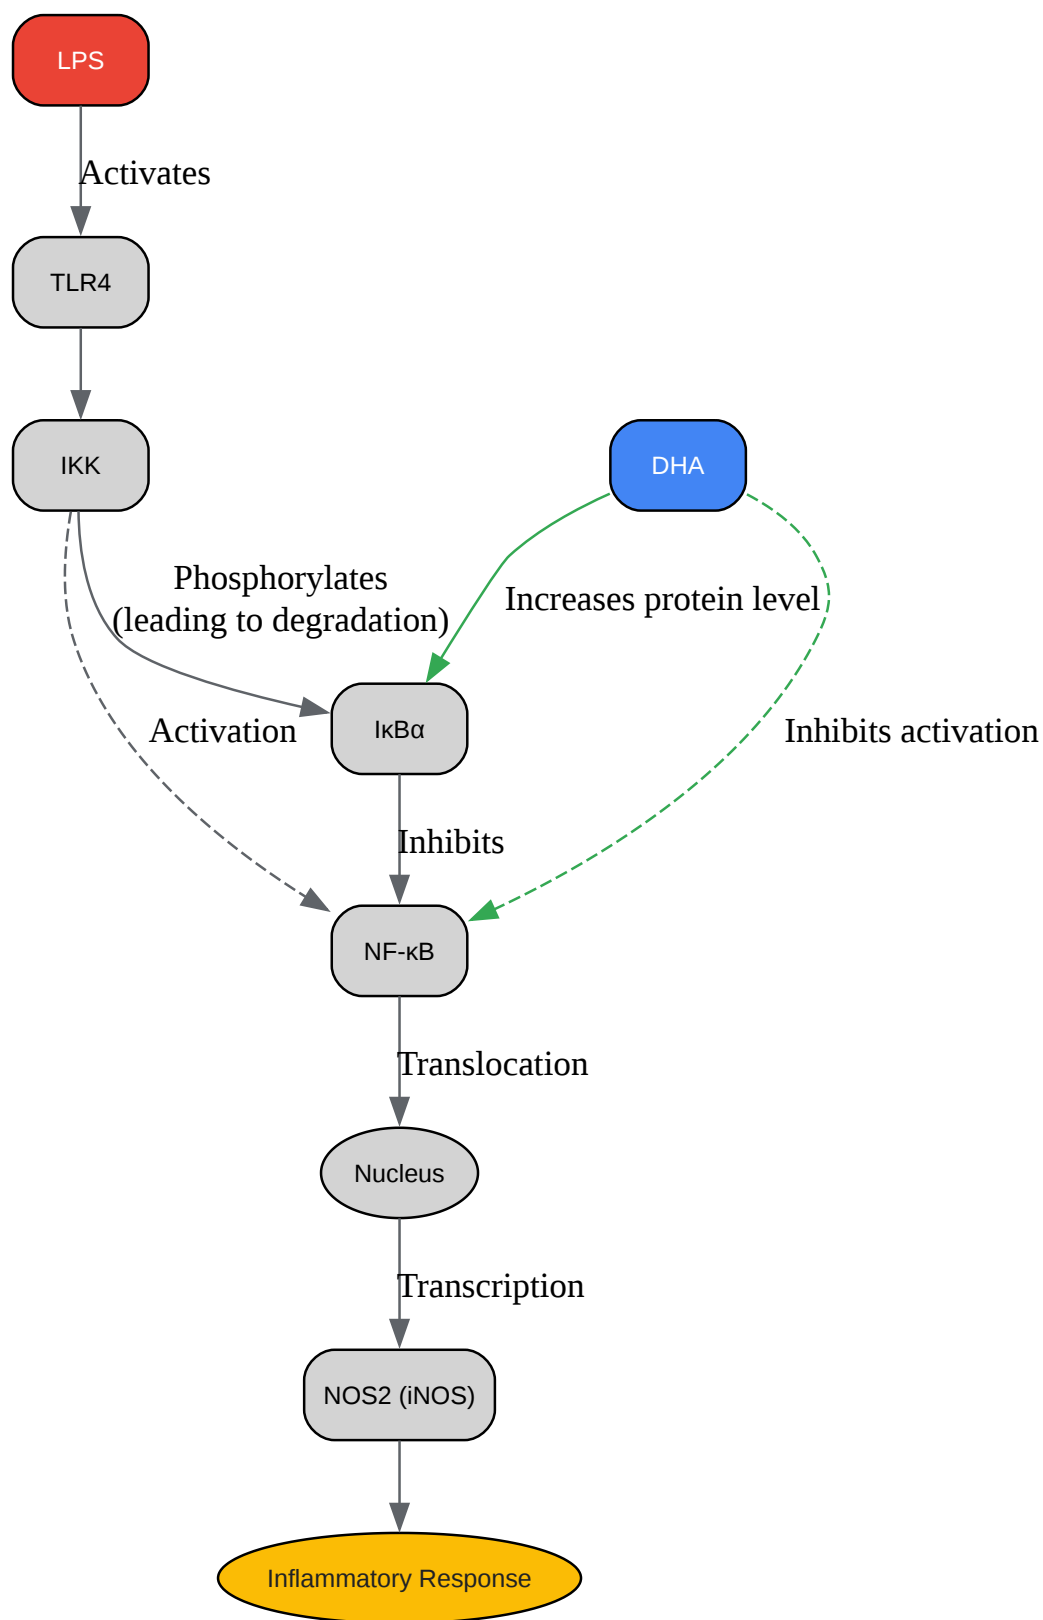 LPS
Activates
TLR4
IKK
DHA
Phosphorylates
(leading to degradation)
Increases protein level
IκBα
Activation
Inhibits activation
Inhibits
NF-κB
Translocation
Nucleus
Transcription
NOS2 (iNOS)
Inflammatory Response